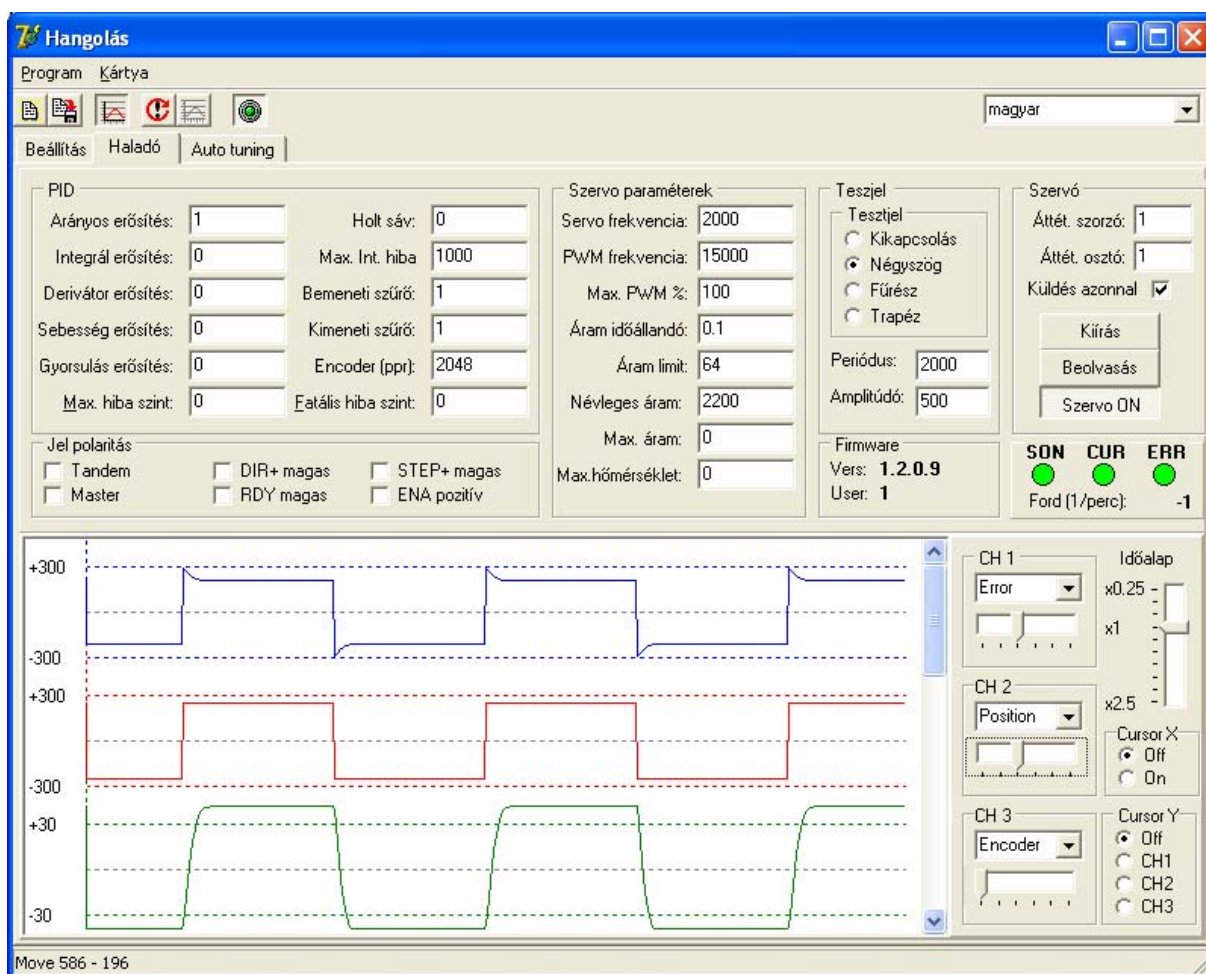 Hangolás
Program Kártya
magyar
Beállítás Haladó Auto tuning
PID
Arányos erősítés: 1
Integrál erősítés: 0
Derivátor erősítés: 0
Sebesség erősítés: 0
Gyorsulás erősítés: 0
Max. hiba szint: 0
Holt sáv: 0
Max. Int. hiba 1000
Bemeneti szűrő: 1
Kimeneti szűrő: 1
Encoder (ppr): 2048
Fatális hiba szint: 0
Jel polaritás
Tandem DIR+ magas STEP+ magas
Master RDY magas ENA pozitív
Szervo paraméterek
Servo frekvencia: 2000
PWM frekvencia: 15000
Max. PWM %: 100
Áram időállandó: 0.1
Áram limit: 64
Névleges áram: 2200
Max. áram: 0
Max.hőmérséklet: 0
Teszjel
Tesztjel
Kikapcsolás
Négyszög
Fűrész
Trapéz
Periódus: 2000
Amplitúdó: 500
Firmware
Vers: 1.2.0.9
User: 1
Szervó
Áttét. szorzó: 1
Áttét. osztó: 1
Küldés azonnal
Kiírás
Beolvasás
Szervo ON
SON CUR ERR
Ford (1/perc): -1
+300
-300
+300
-300
+30
-30
CH 1
Error
CH 2
Position
CH 3
Encoder
Időalap
x0.25
x1
x2.5
Cursor X
Off
On
Cursor Y
Off
CH1
CH2
CH3
Move 586 - 196